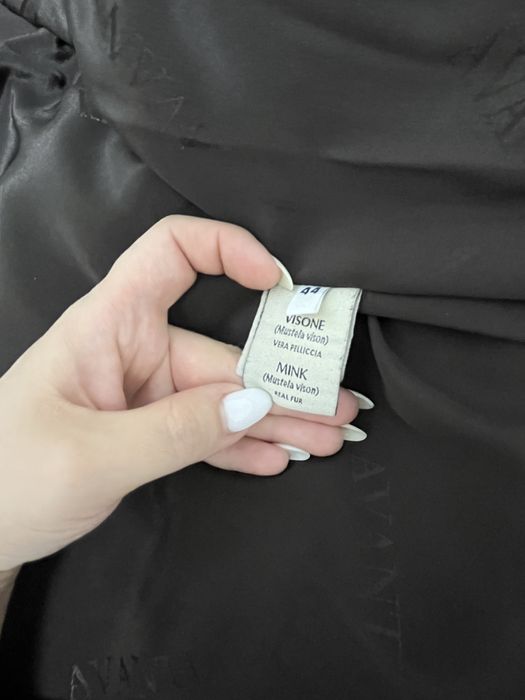 44
VISONE
(Mustela vison)
VERA PELLICCIA
MINK
(Mustela vison)
REAL FUR
AVANT